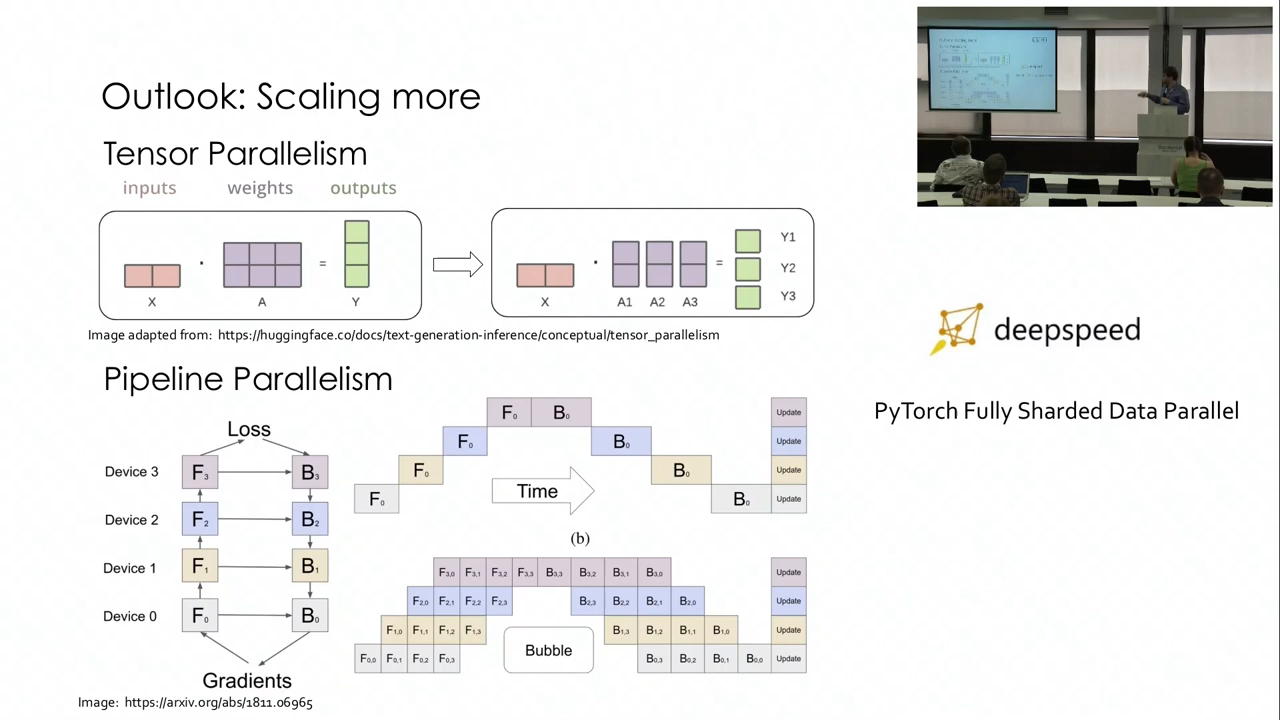 Outlook: Scaling more
Tensor Parallelism
inputs weights outputs
X · A = Y
X · A1 A2 A3 = Y1 Y2 Y3
Image adapted from: https://huggingface.co/docs/text-generation-inference/conceptual/tensor_parallelism
Pipeline Parallelism
Loss
Device 3 F3 B3
Device 2 F2 B2
Device 1 F1 B1
Device 0 F0 B0
Gradients
F0 B0 Update
F0 B0 Update
F0 B0 Update
F0 B0 Update
Time
(b)
F3,0 F3,1 F3,2 F3,3 B3,3 B3,2 B3,1 B3,0 Update
F2,0 F2,1 F2,2 F2,3 B2,3 B2,2 B2,1 B2,0 Update
F1,0 F1,1 F1,2 F1,3 B1,3 B1,2 B1,1 B1,0 Update
F0,0 F0,1 F0,2 F0,3 B0,3 B0,2 B0,1 B0,0 Update
Bubble
Image: https://arxiv.org/abs/1811.06965
deepspeed
PyTorch Fully Sharded Data Parallel